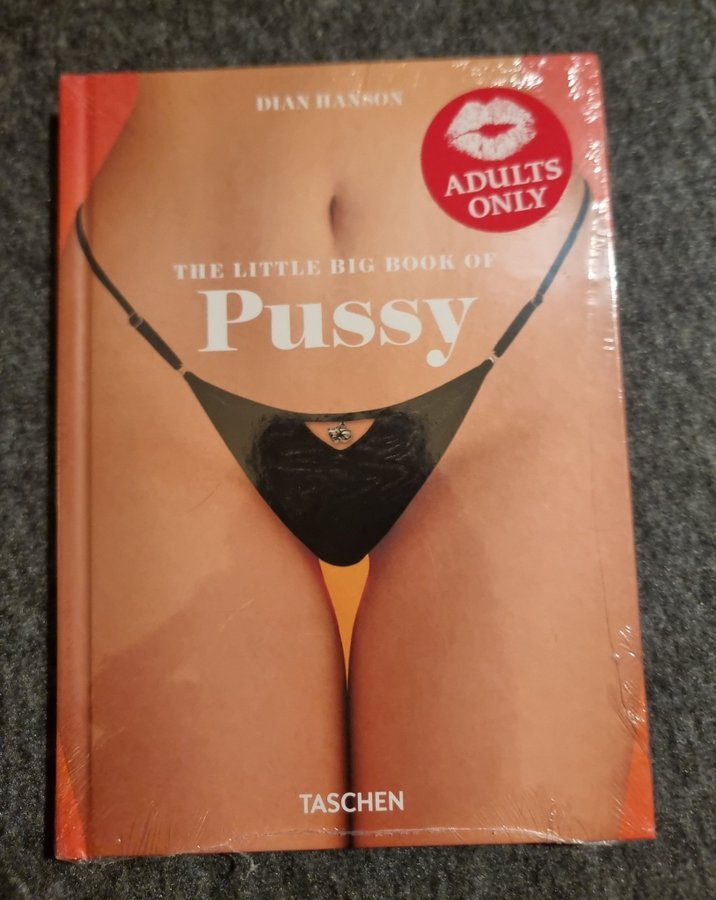 DIAN HANSON
ADULTS
ONLY
THE LITTLE BIG BOOK OF
Pussy
TASCHEN